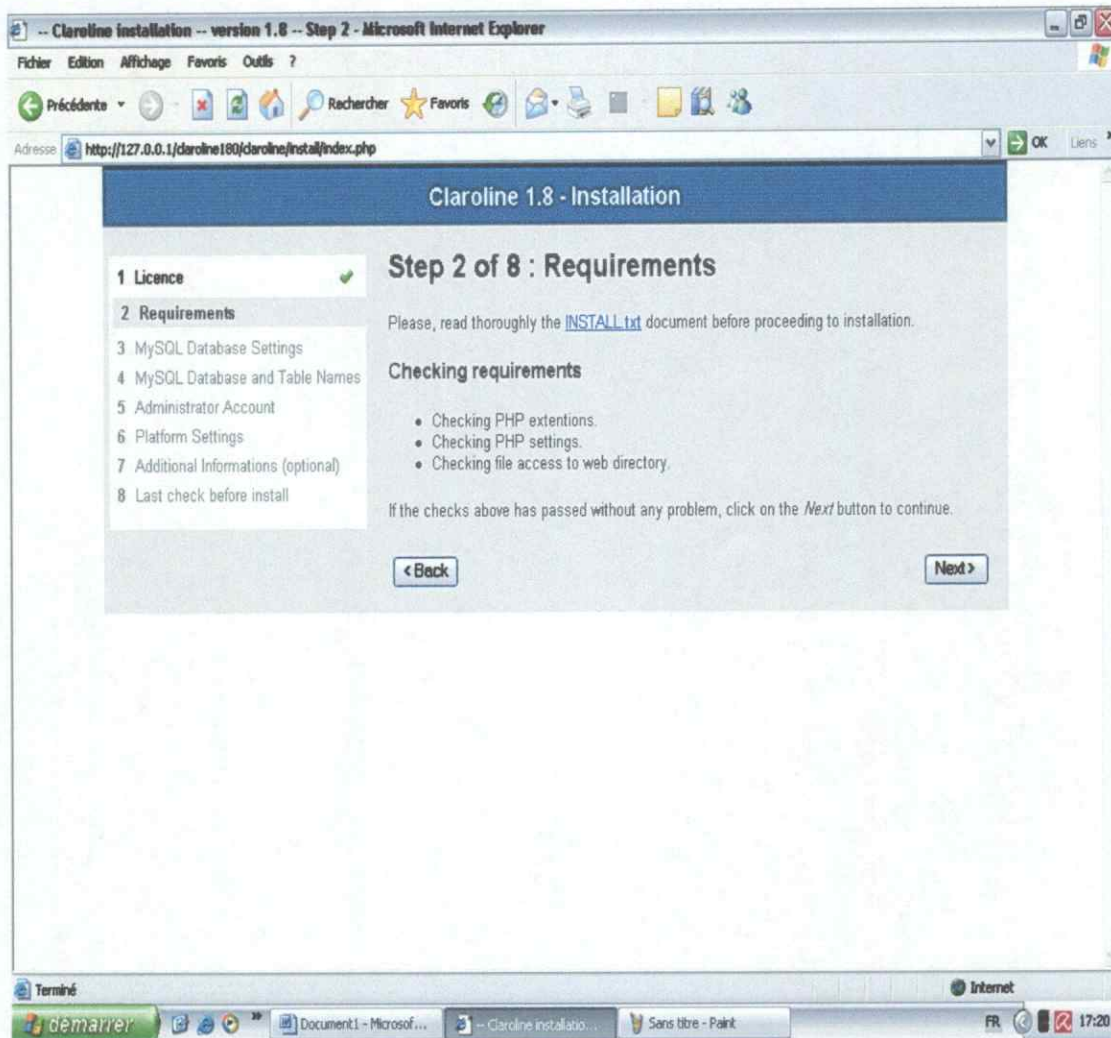 -- Claroline installation -- version 1.8 -- Step 2 - Microsoft Internet Explorer
Fichier Edition Affichage Favoris Outils ?
Précédente Rechercher Favoris
Adresse http://127.0.0.1/claroline180/claroline/install/index.php OK Liens »
Claroline 1.8 - Installation
1 Licence
2 Requirements
3 MySQL Database Settings
4 MySQL Database and Table Names
5 Administrator Account
6 Platform Settings
7 Additional Informations (optional)
8 Last check before install
Step 2 of 8 : Requirements
Please, read thoroughly the INSTALL.txt document before proceeding to installation.
Checking requirements
• Checking PHP extentions.
• Checking PHP settings.
• Checking file access to web directory.
If the checks above has passed without any problem, click on the Next button to continue.
< Back
Next >
Terminé Internet
démarrer » Document1 - Microsof... -- Claroline installatio... Sans titre - Paint FR 17:20